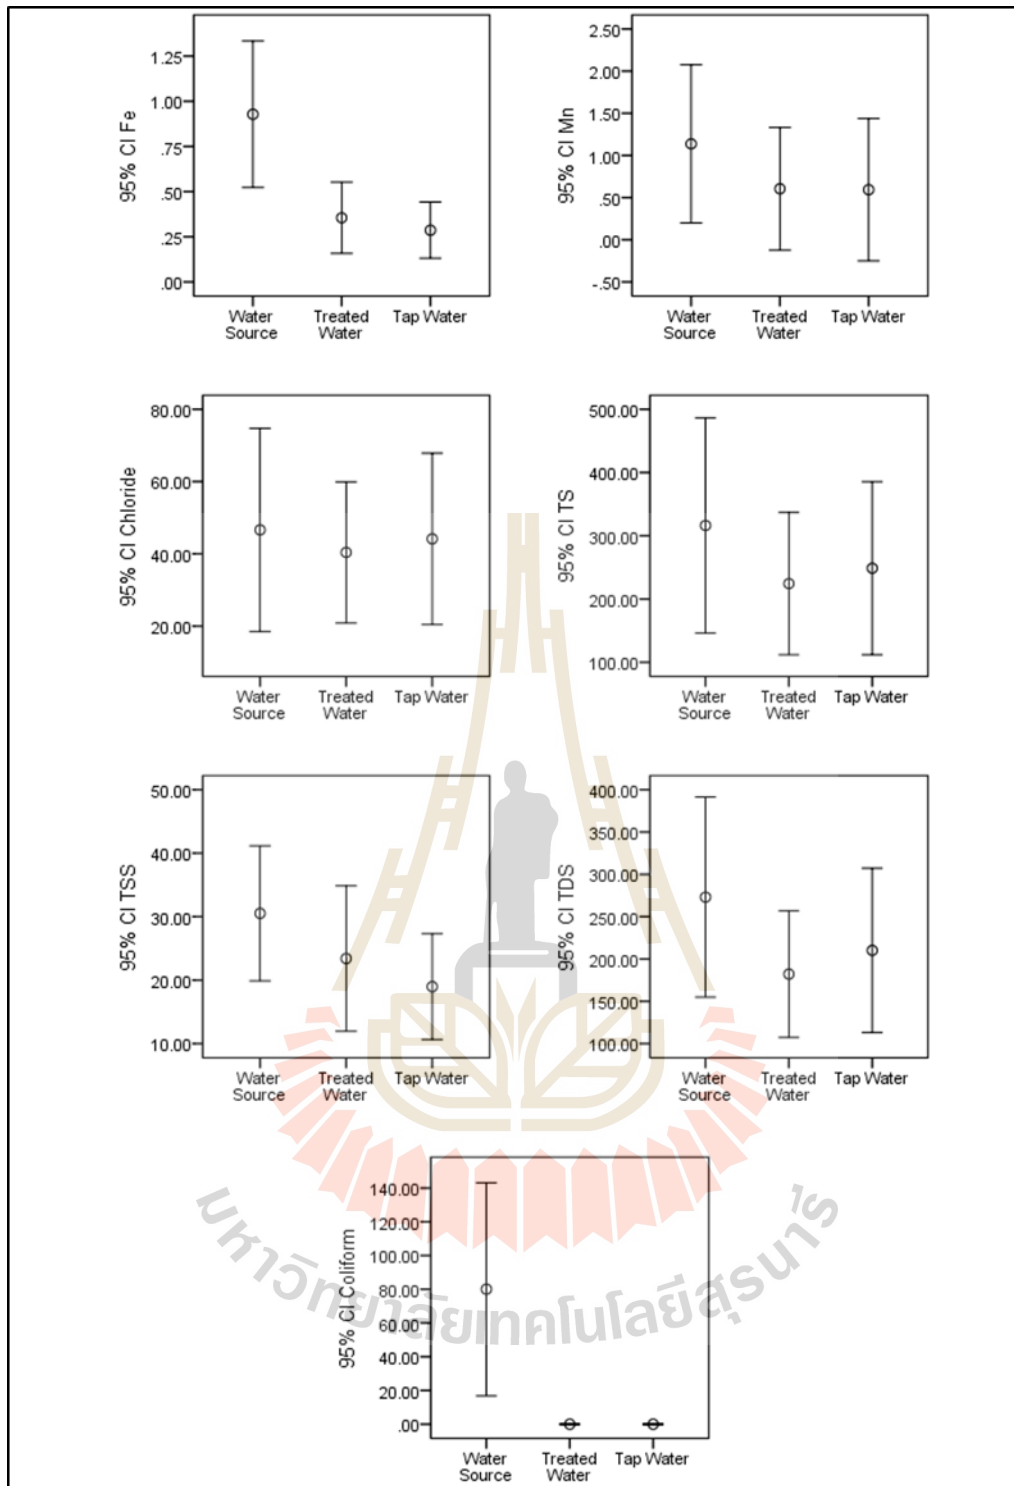 95% CI Fe
1.25
1.00
.75
.50
.25
.00
Water Source
Treated Water
Tap Water
95% CI Mn
2.50
2.00
1.50
1.00
.50
.00
-.50
Water Source
Treated Water
Tap Water
95% CI Chloride
80.00
60.00
40.00
20.00
Water Source
Treated Water
Tap Water
95% CI TS
500.00
400.00
300.00
200.00
100.00
Water Source
Treated Water
Tap Water
95% CI TSS
50.00
40.00
30.00
20.00
10.00
Water Source
Treated Water
Tap Water
95% CI TDS
400.00
350.00
300.00
250.00
200.00
150.00
100.00
Water Source
Treated Water
Tap Water
95% CI Coliform
140.00
120.00
100.00
80.00
60.00
40.00
20.00
.00
Water Source
Treated Water
Tap Water
มหาวิทยาลัยเทคโนโลยีสุรนารี